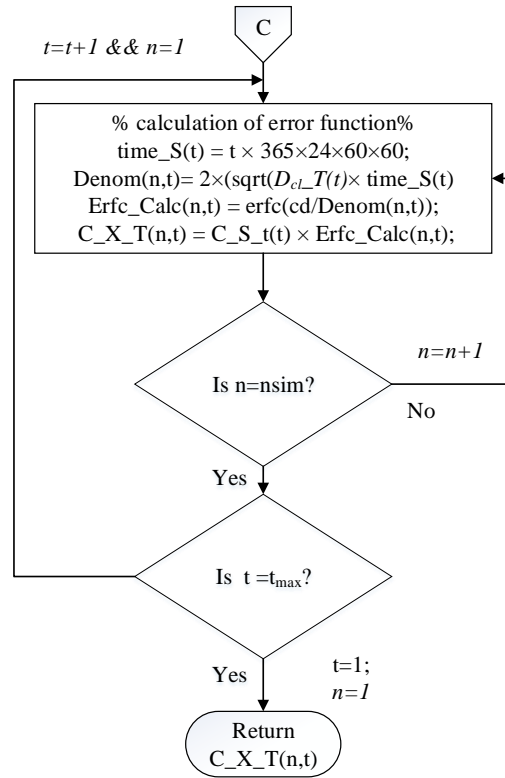 C
t=t+1 && n=1
% calculation of error function%
time_S(t) = t × 365×24×60×60;
Denom(n,t)= 2×(sqrt(D_cl_T(t)× time_S(t)
Erfc_Calc(n,t) = erfc(cd/Denom(n,t));
C_X_T(n,t) = C_S_t(t) × Erfc_Calc(n,t);
n=n+1
Is n=nsim?
No
Yes
Is t =tmax?
Yes
t=1;
n=1
Return
C_X_T(n,t)